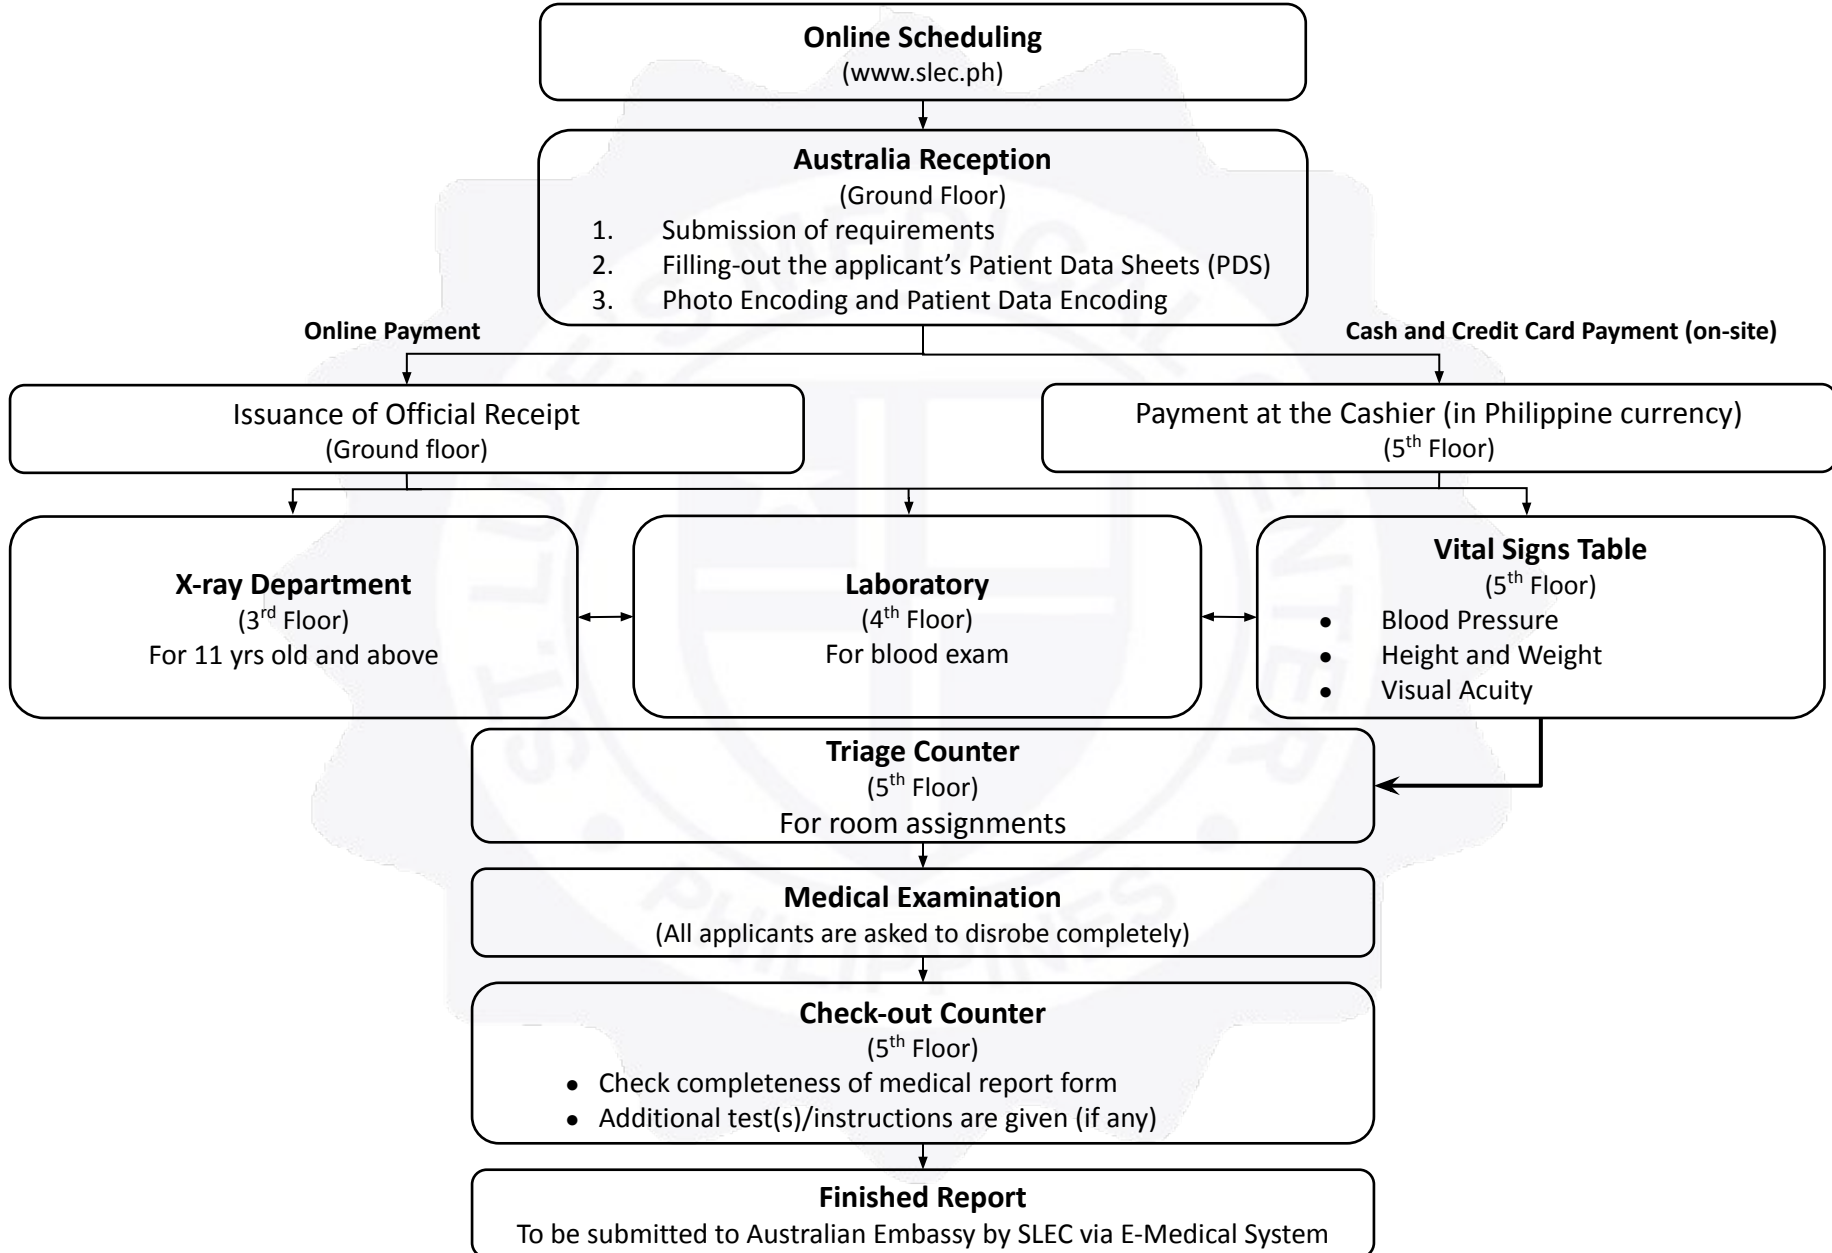 Online Scheduling
(www.slec.ph)
Australia Reception
(Ground Floor)
1. Submission of requirements
2. Filling-out the applicant's Patient Data Sheets (PDS)
3. Photo Encoding and Patient Data Encoding
Online Payment
Cash and Credit Card Payment (on-site)
Issuance of Official Receipt
(Ground floor)
Payment at the Cashier (in Philippine currency)
(5th Floor)
X-ray Department
(3rd Floor)
For 11 yrs old and above
Laboratory
(4th Floor)
For blood exam
Vital Signs Table
(5th Floor)
• Blood Pressure
• Height and Weight
• Visual Acuity
Triage Counter
(5th Floor)
For room assignments
Medical Examination
(All applicants are asked to disrobe completely)
Check-out Counter
(5th Floor)
• Check completeness of medical report form
• Additional test(s)/instructions are given (if any)
Finished Report
To be submitted to Australian Embassy by SLEC via E-Medical System
ST. LUKE'S MEDICAL CENTER
PHILIPPINES